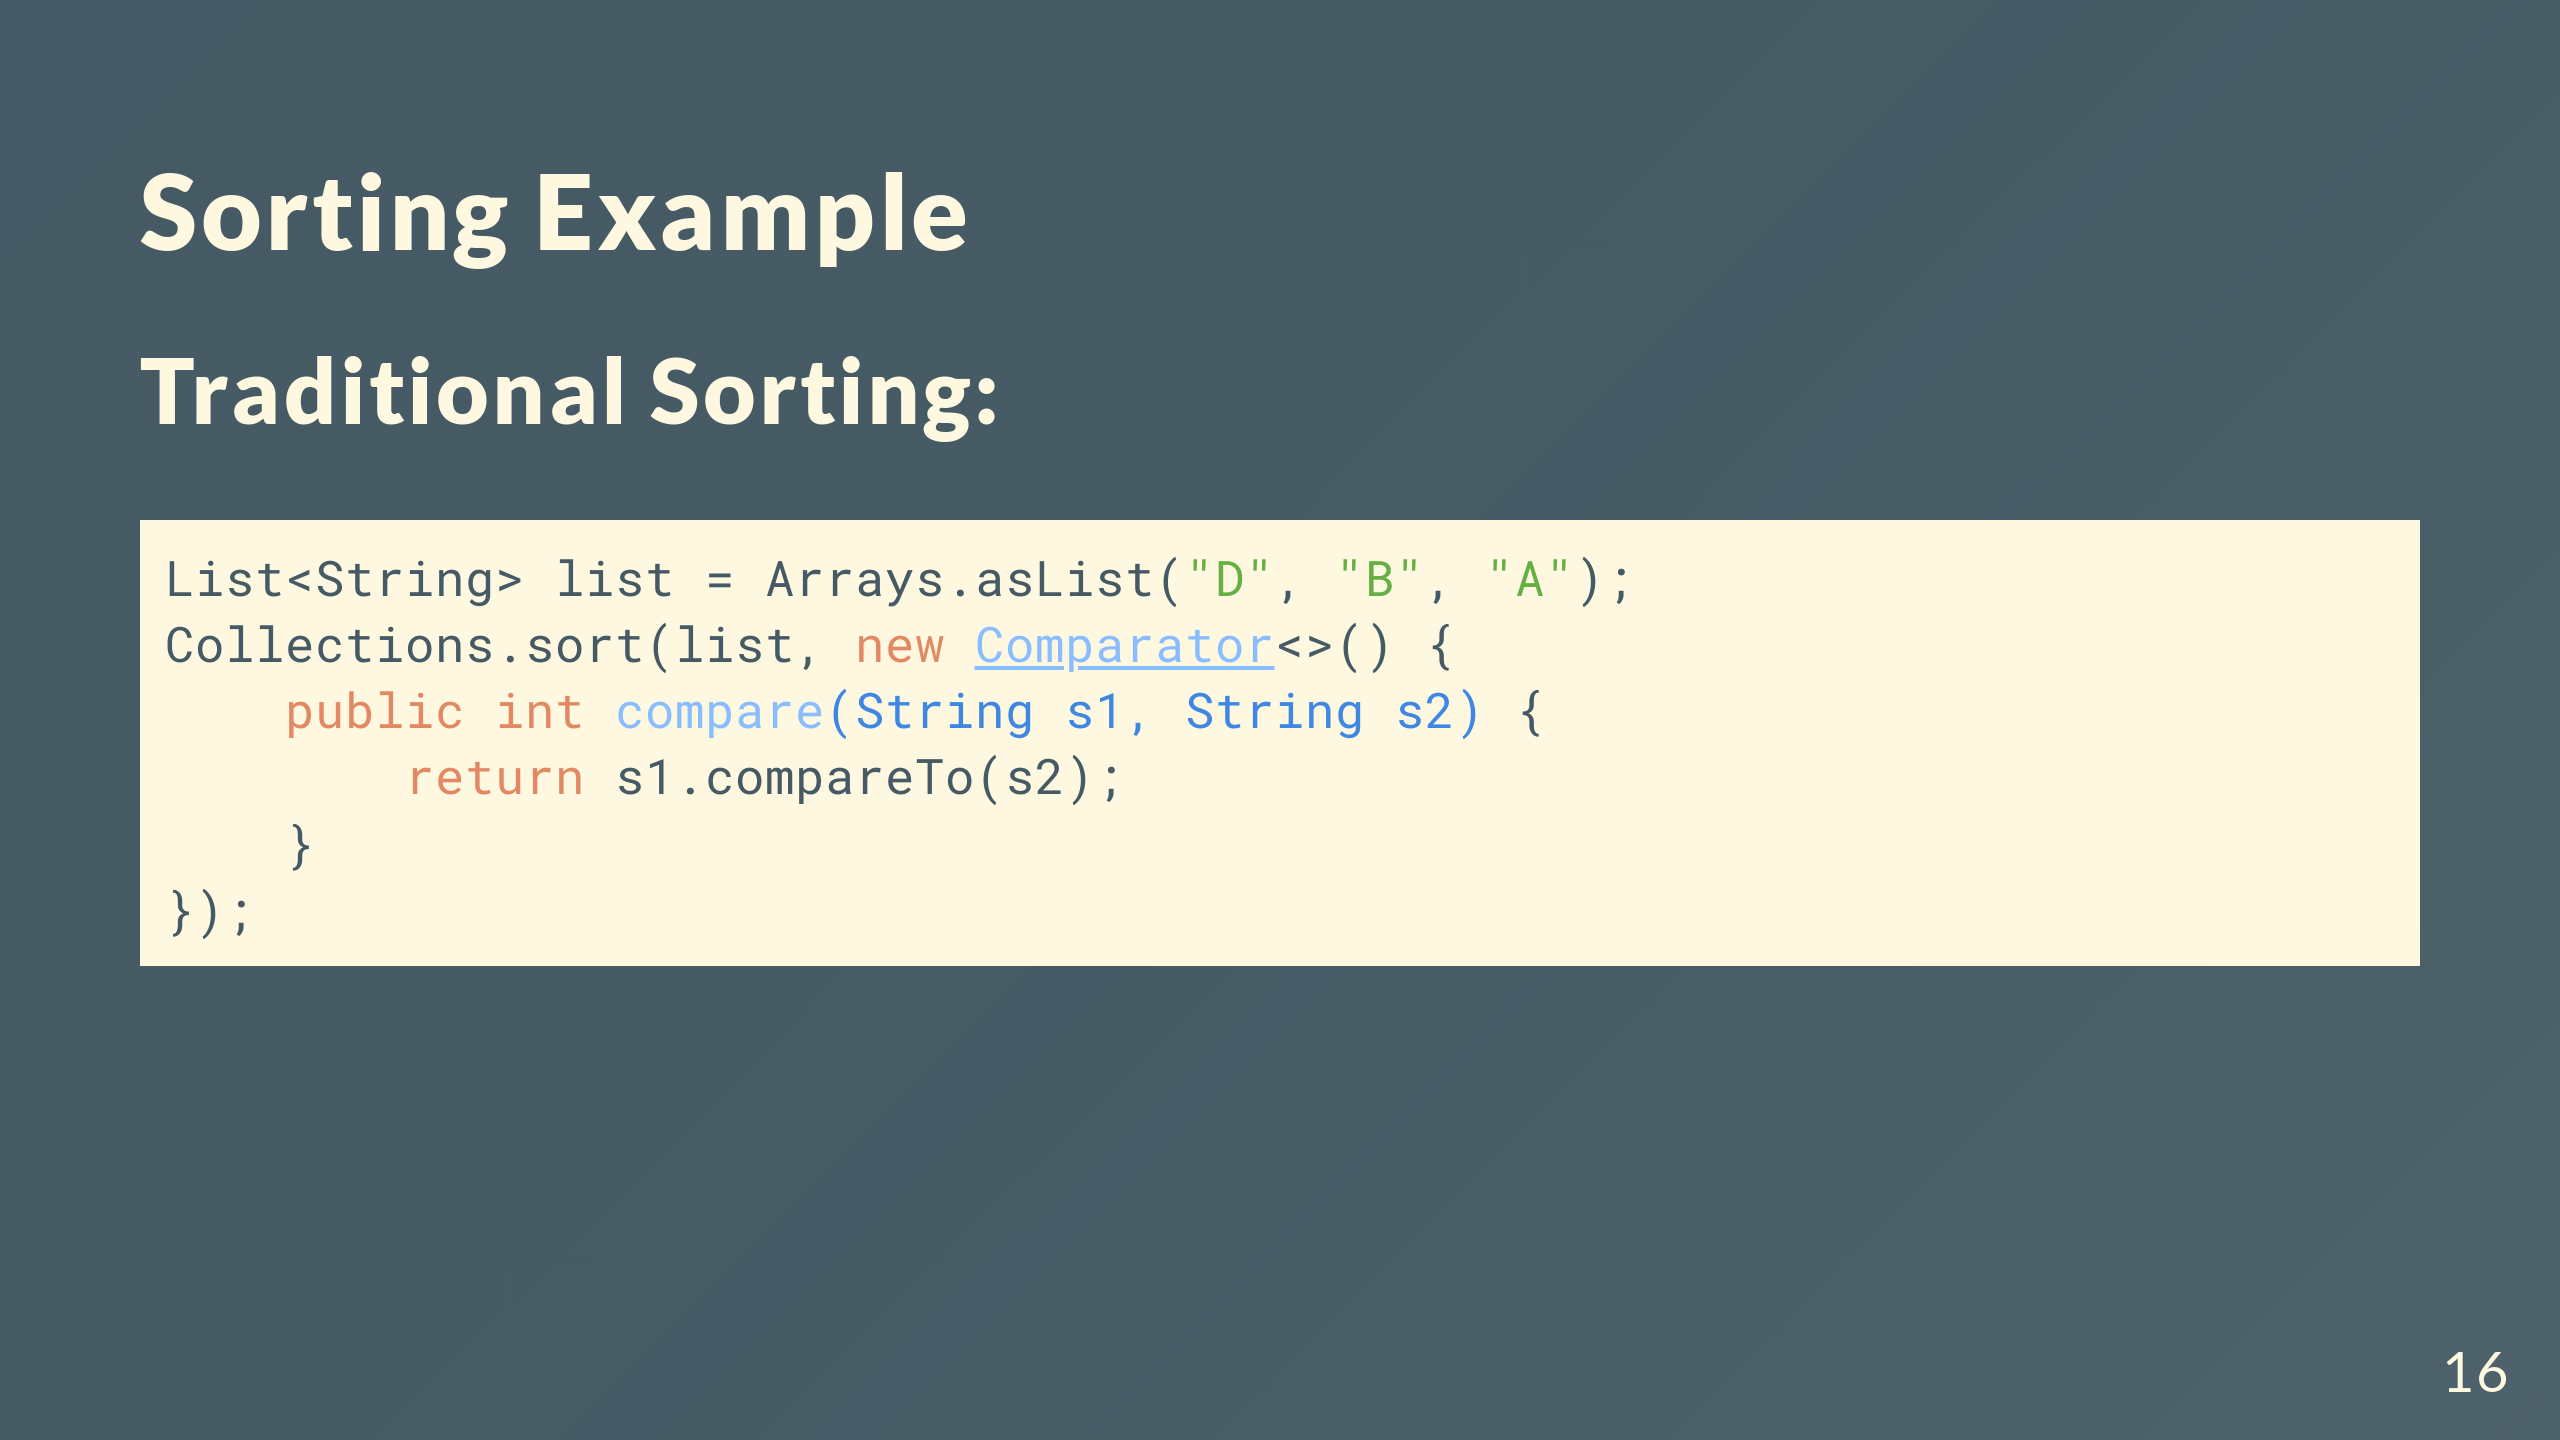 Sorting Example
Traditional Sorting:
List<String> list = Arrays.asList("D", "B", "A");
Collections.sort(list, new Comparator<>() {
    public int compare(String s1, String s2) {
        return s1.compareTo(s2);
    }
});
16